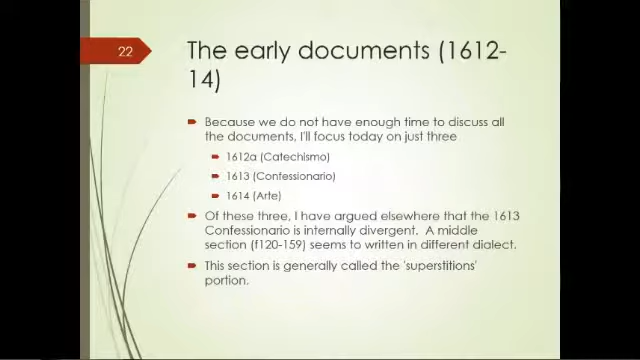 22
The early documents (1612-
14)
Because we do not have enough time to discuss all
the documents, I'll focus today on just three
1612a (Catechismo)
1613 (Confessionario)
1614 (Arte)
Of these three, I have argued elsewhere that the 1613
Confessionario is internally divergent. A middle
section (f120-159) seems to written in different dialect.
This section is generally called the 'superstitions'
portion.